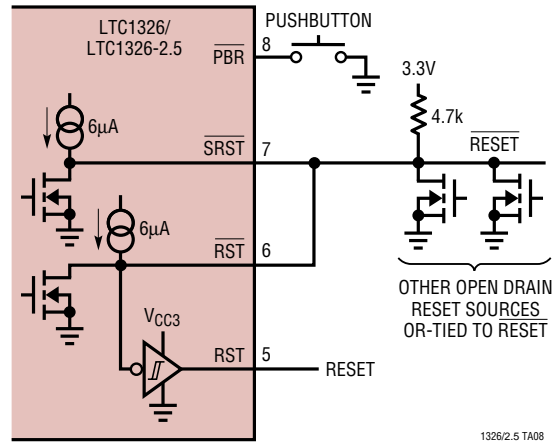 LTC1326/
LTC1326-2.5
PUSHBUTTON
PBR
8
3.3V
4.7k
6µA
SRST
7
RESET
6µA
RST
6
OTHER OPEN DRAIN
RESET SOURCES
OR-TIED TO RESET
VCC3
RST
5
RESET
1326/2.5 TA08